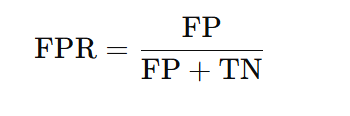 FPR = FP / FP + TN